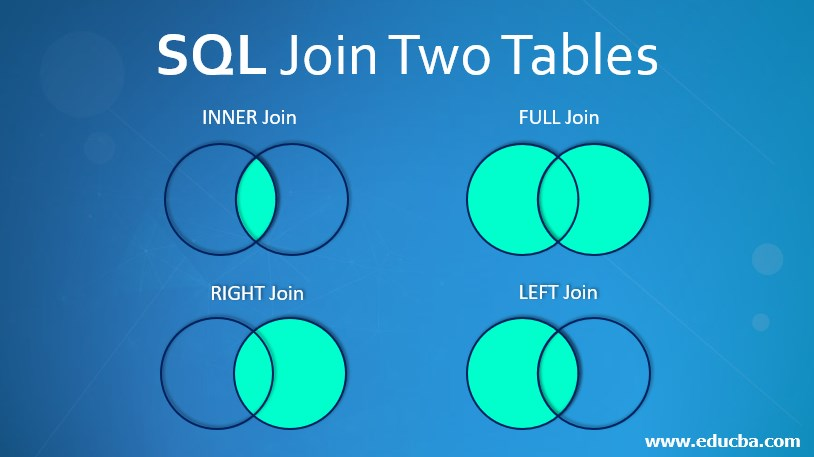 SQL Join Two Tables
INNER Join
FULL Join
RIGHT Join
LEFT Join
www.educba.com